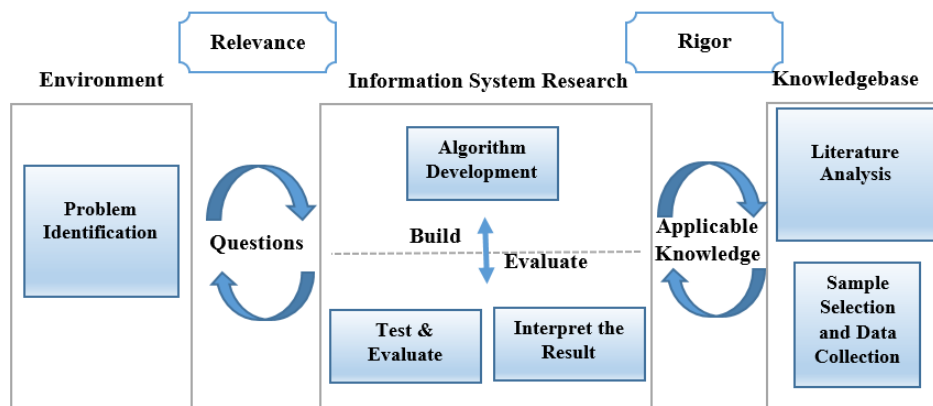 Relevance
Rigor
Environment
Information System Research
Knowledgebase
Problem
Identification
Questions
Algorithm
Development
Build
Evaluate
Test &
Evaluate
Interpret the
Result
Applicable
Knowledge
Literature
Analysis
Sample
Selection
and Data
Collection